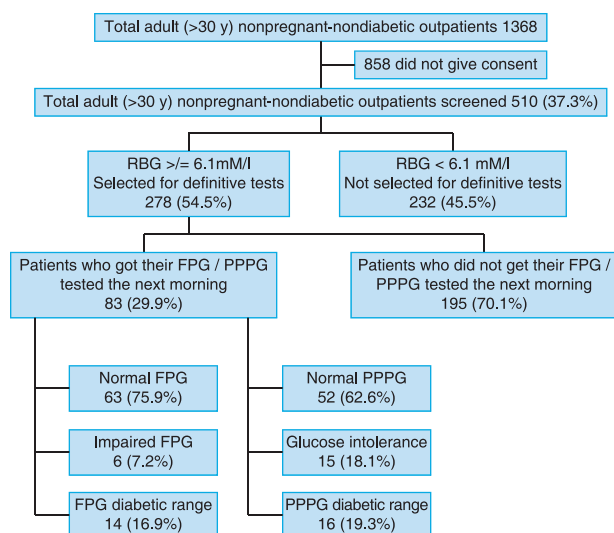 Total adult (>30 y) nonpregnant-nondiabetic outpatients 1368
858 did not give consent
Total adult (>30 y) nonpregnant-nondiabetic outpatients screened 510 (37.3%)
RBG >/= 6.1mM/l
Selected for definitive tests
278 (54.5%)
RBG < 6.1 mM/l
Not selected for definitive tests
232 (45.5%)
Patients who got their FPG / PPPG
tested the next morning
83 (29.9%)
Patients who did not get their FPG /
PPPG tested the next morning
195 (70.1%)
Normal FPG
63 (75.9%)
Normal PPPG
52 (62.6%)
Impaired FPG
6 (7.2%)
Glucose intolerance
15 (18.1%)
FPG diabetic range
14 (16.9%)
PPPG diabetic range
16 (19.3%)